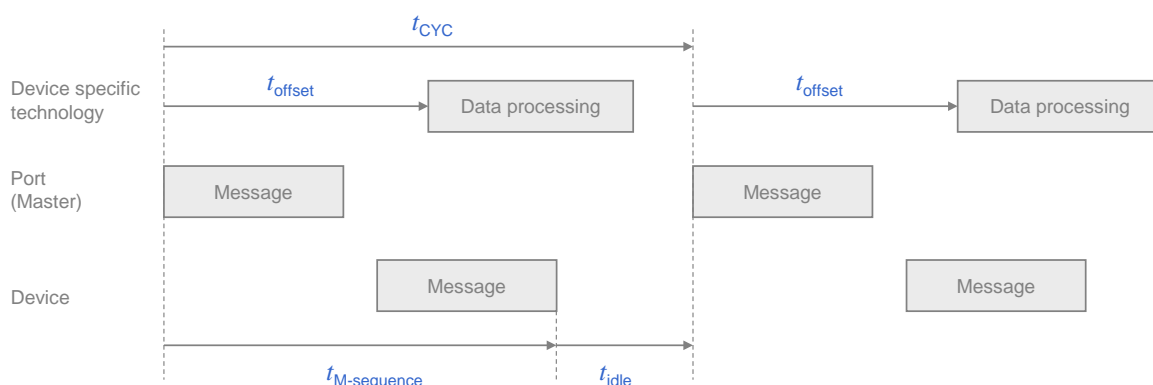 tCYC
Device specific
technology
toffset
Data processing
toffset
Data processing
Port
(Master)
Message
Message
Device
Message
Message
tM-sequence
tidle